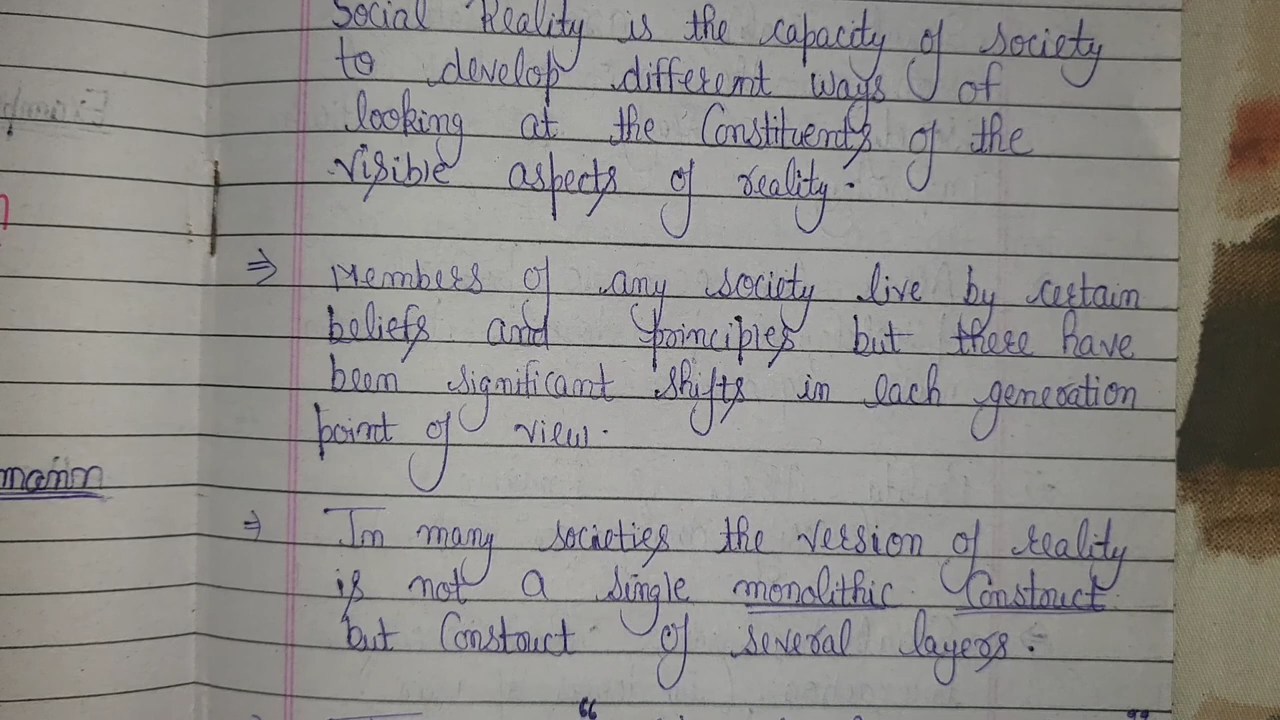 Social Reality is the capacity of society
to develop different ways of
looking at the Constituents of the
visible aspects of reality.
⇒ Members of any society live by certain
beliefs and principles but there have
been significant shifts in each generation
point of view.
⇒ In many societies the version of reality
is not a single monolithic Construct
but Construct of several layers.